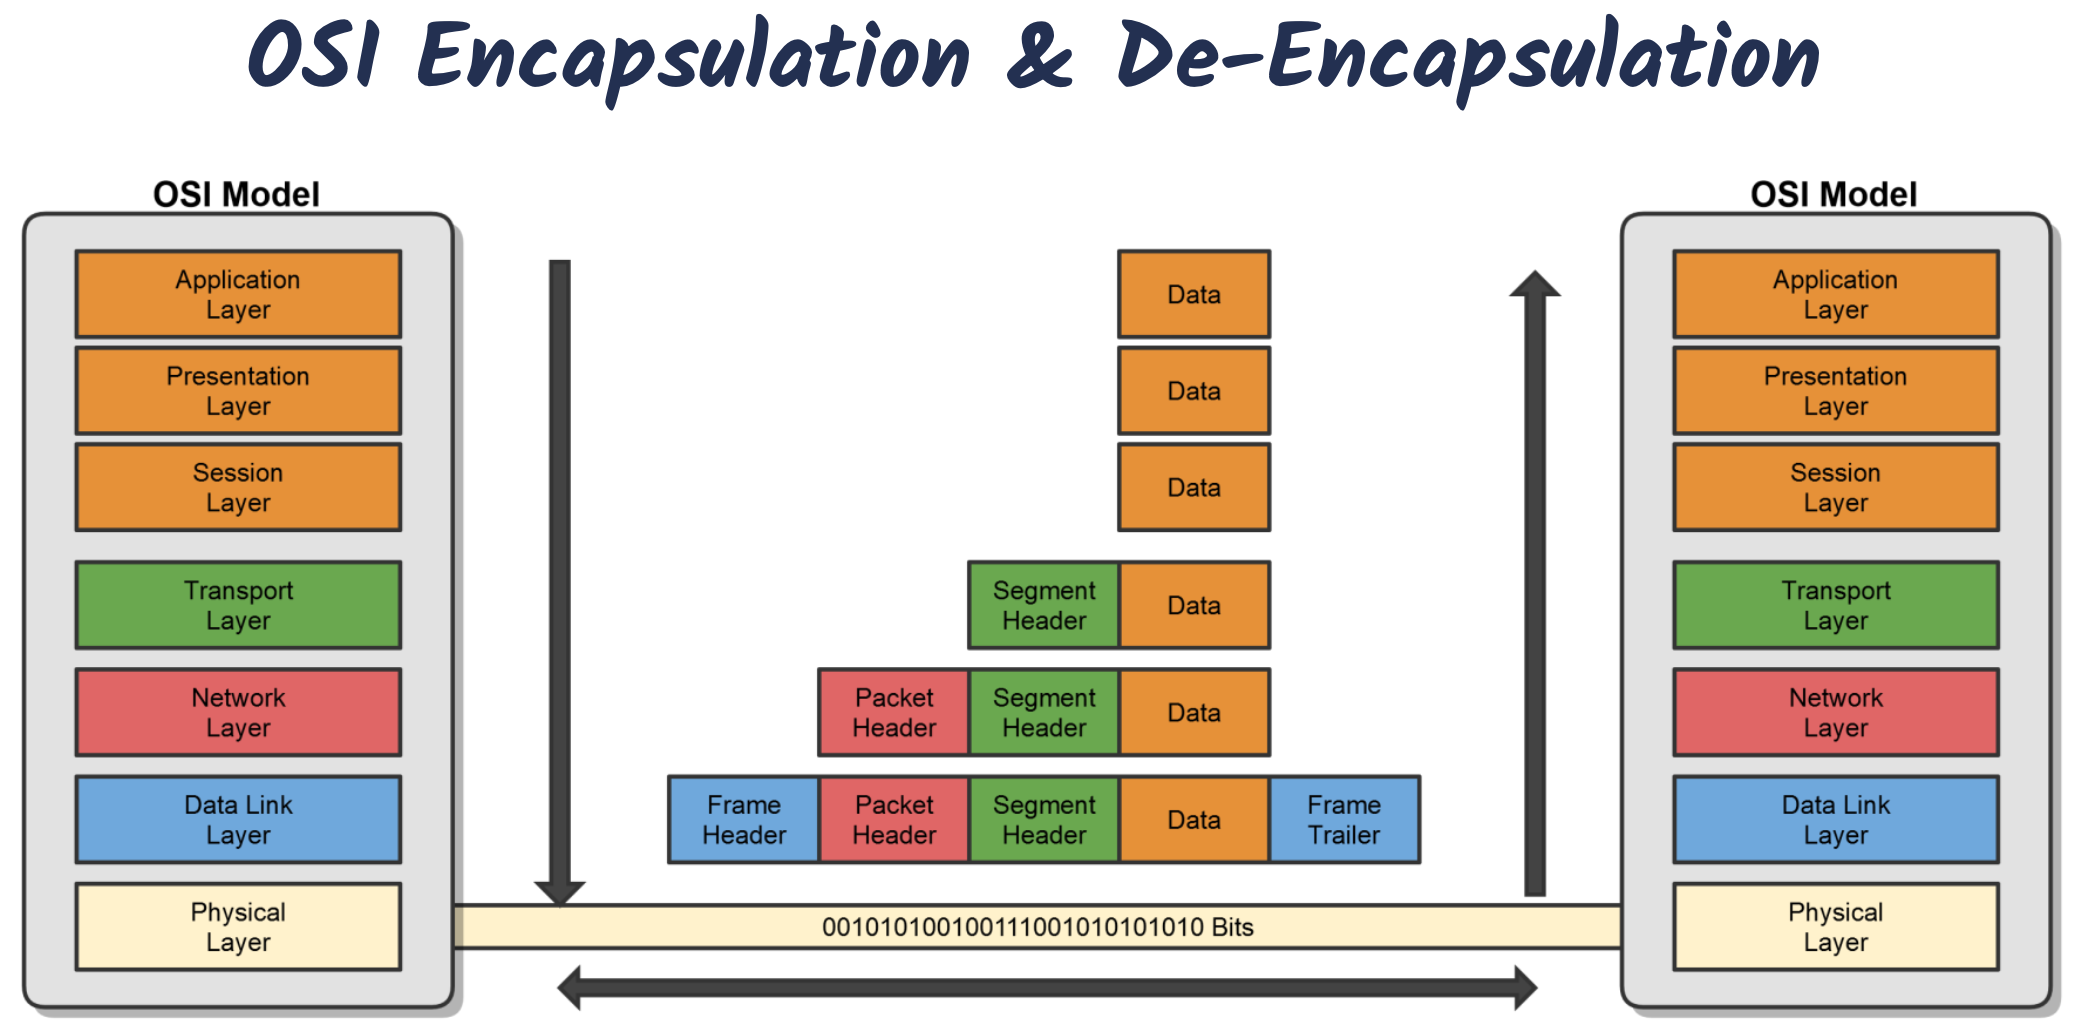 OSI Encapsulation & De-Encapsulation
OSI Model
Application
Layer
Presentation
Layer
Session
Layer
Transport
Layer
Network
Layer
Data Link
Layer
Physical
Layer
Data
Data
Data
Segment
Header
Data
Packet
Header
Segment
Header
Data
Frame
Header
Packet
Header
Segment
Header
Data
Frame
Trailer
001010100100111001010101010 Bits
OSI Model
Application
Layer
Presentation
Layer
Session
Layer
Transport
Layer
Network
Layer
Data Link
Layer
Physical
Layer